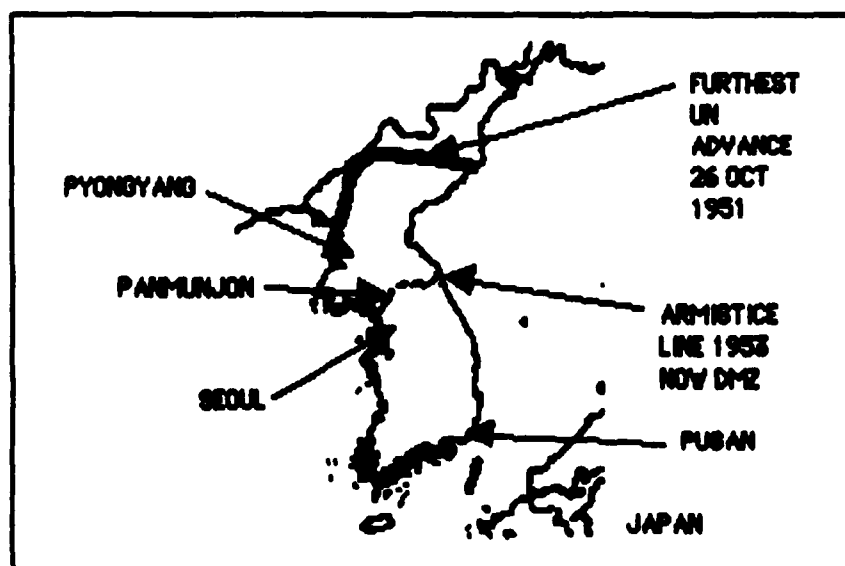 FURTHEST
UN
ADVANCE
26 OCT
1951
PYONGYANG
PANMUNJON
ARMISTICE
LINE 1953
NOW DMZ
SEOUL
PUSAN
JAPAN